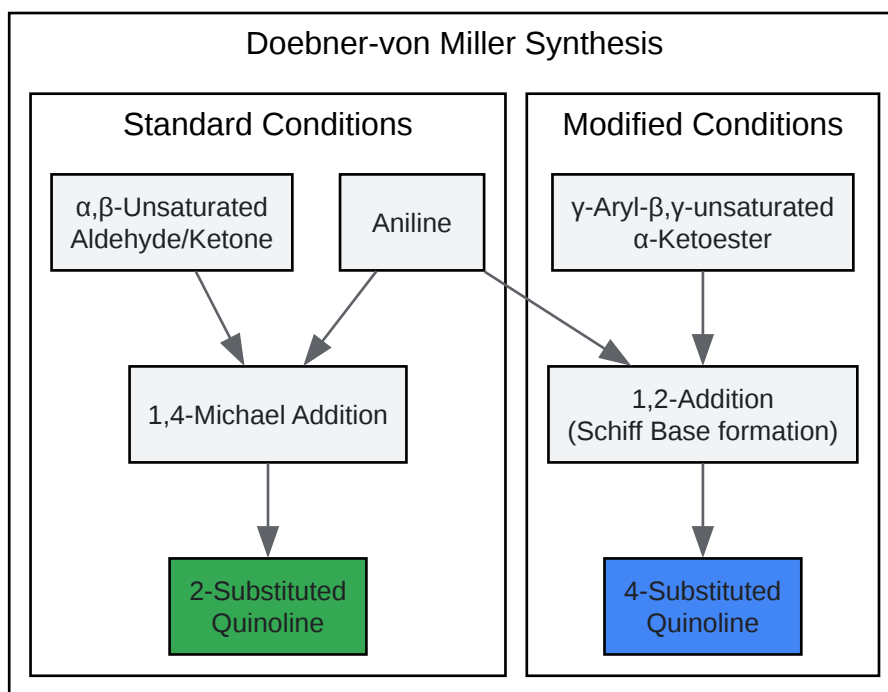 Doebner-von Miller Synthesis
Standard Conditions
α,β-Unsaturated
Aldehyde/Ketone
Aniline
1,4-Michael Addition
2-Substituted
Quinoline
Modified Conditions
γ-Aryl-β,γ-unsaturated
α-Ketoester
1,2-Addition
(Schiff Base formation)
4-Substituted
Quinoline